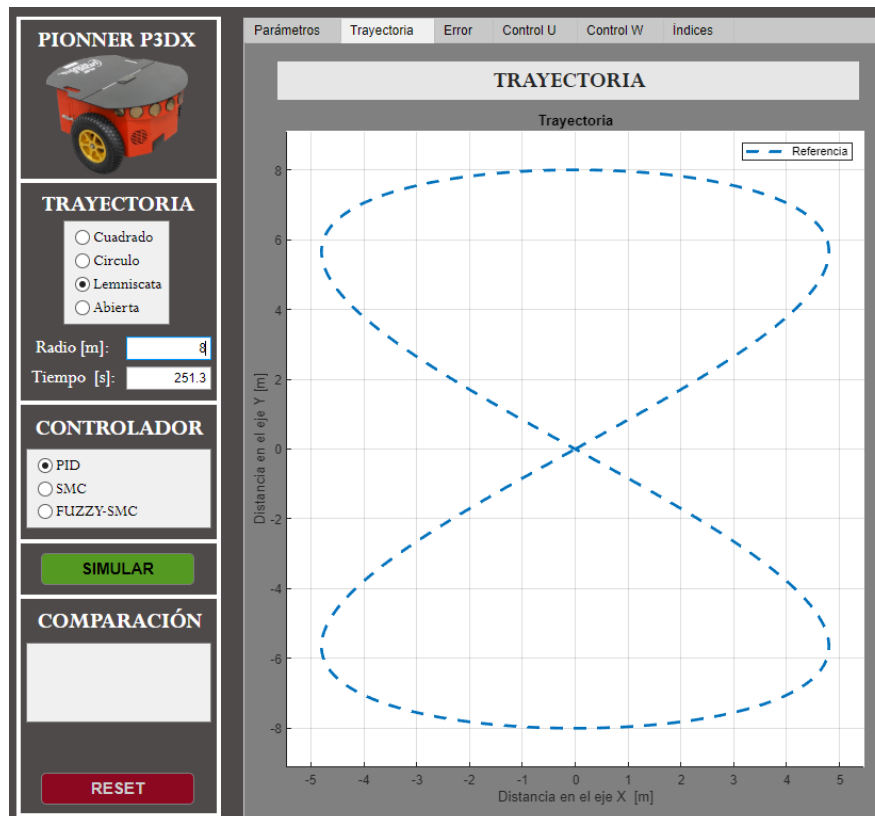 PIONNER P3DX
TRAYECTORIA
Cuadrado
Circulo
Lemniscata
Abierta
Radio [m]: 8
Tiempo [s]: 251.3
CONTROLADOR
PID
SMC
FUZZY-SMC
SIMULAR
COMPARACIÓN
RESET
Parámetros Trayectoria Error Control U Control W Índices
TRAYECTORIA
Trayectoria
Referencia
8
6
4
2
0
-2
-4
-6
-8
Distancia en el eje Y [m]
-5 -4 -3 -2 -1 0 1 2 3 4 5
Distancia en el eje X [m]